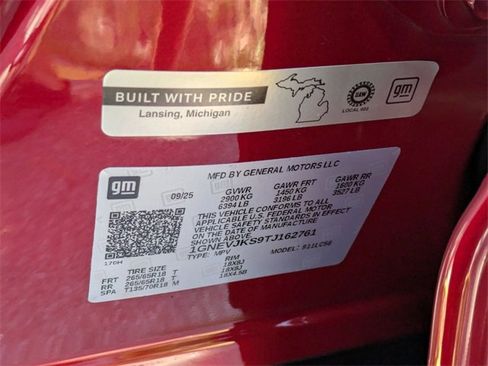 BUILT WITH PRIDE
Lansing, Michigan
UAW
LOCAL 602
gm
gm
MFD BY GENERAL MOTORS LLC
09/25 GVWR GAWR FRT GAWR RR
2900 KG 1450 KG 1600 KG
6394 LB 3196 LB 3527 LB
THIS VEHICLE CONFORMS TO ALL
APPLICABLE U.S. FEDERAL MOTOR
VEHICLE SAFETY STANDARDS IN EFFECT
ON THE DATE OF MANUFACTURE
SHOWN ABOVE.
1GNEVJKS9TJ162761
TYPE: MPV MODEL:
170H
TIRE SIZE RIM
FRT 265/65R18 T 18X8J
RR 265/65R18 T 18X8J
SPA T135/70R18 M 18X4.5B